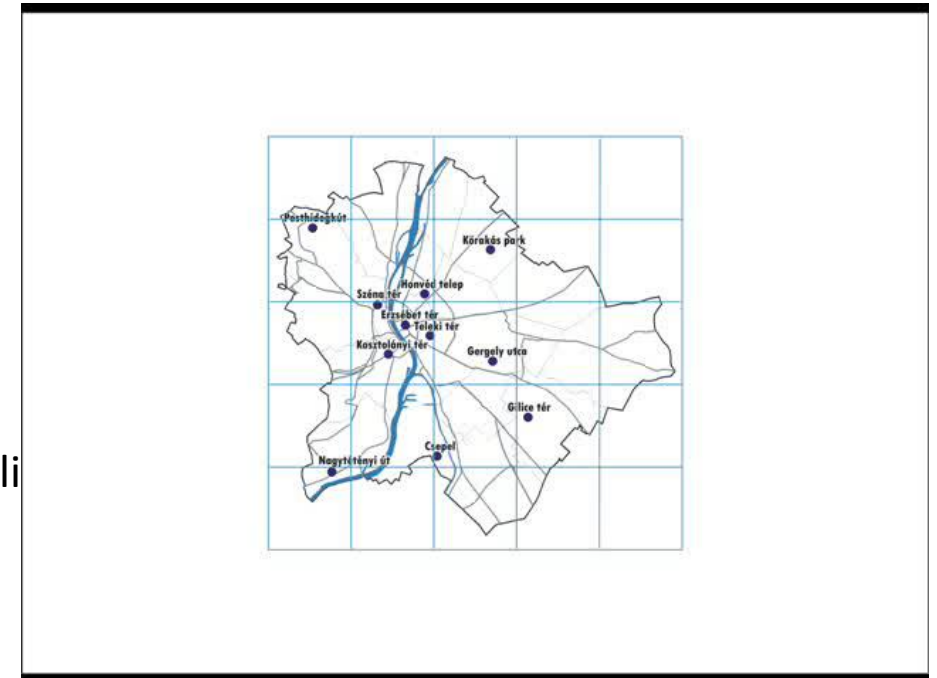 Pesthidegkút
Kőrakás park
Honvéd telep
Széna tér
Erzsébet tér
Teleki tér
Kosztolányi tér
Gergely utca
Gilice tér
Csepel
Nagytétényi út
li